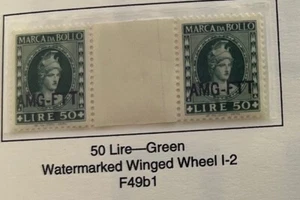 MARCA DA BOLLO MARCA DA BOLLO
AMG-FTT AMG-FTT
LIRE 50 LIRE 50
50 Lire—Green
Watermarked Winged Wheel I-2
F49b1